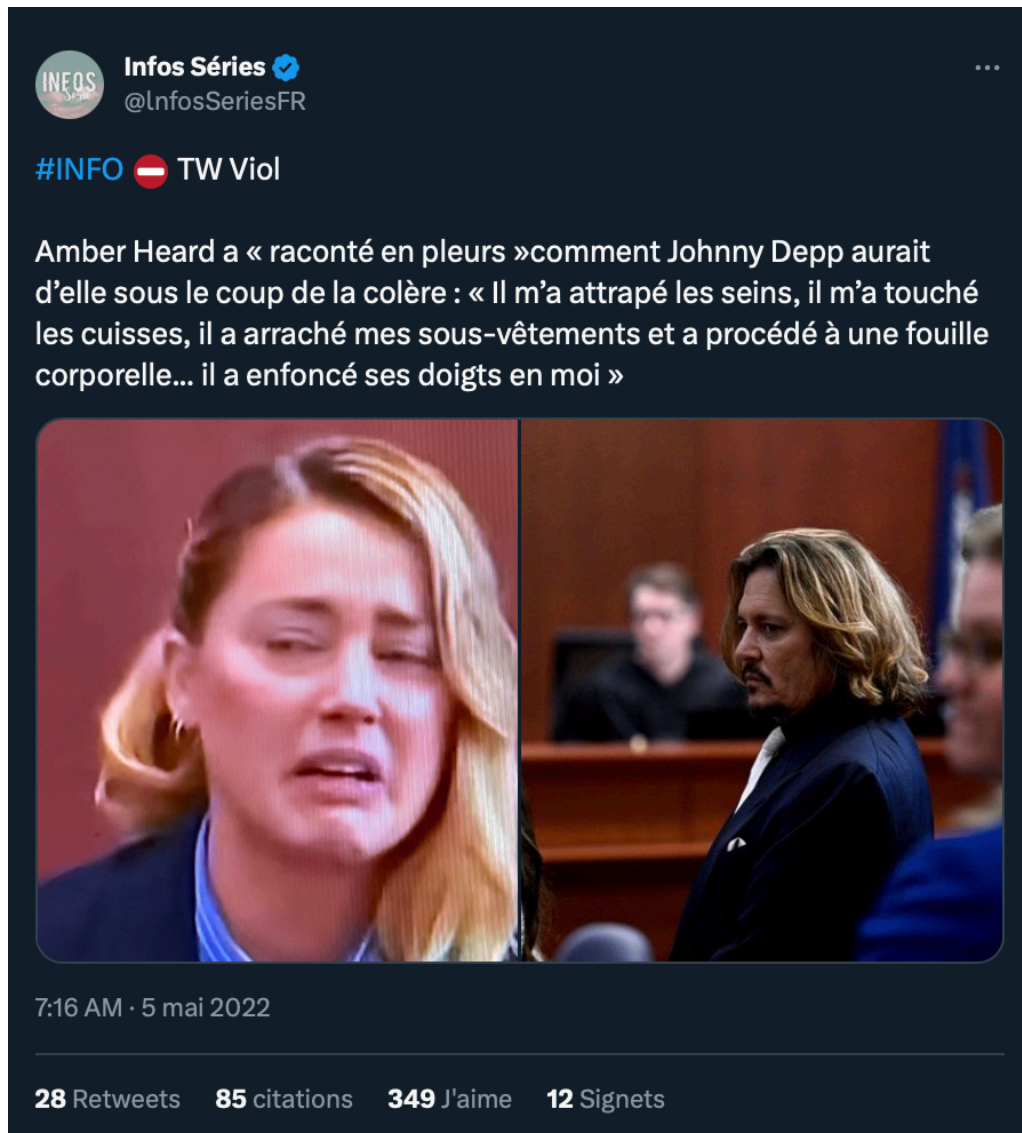 INFOS
Série
Infos Séries
@lnfosSeriesFR
#INFO ⛔ TW Viol
Amber Heard a « raconté en pleurs »comment Johnny Depp aurait
d’elle sous le coup de la colère : « Il m’a attrapé les seins, il m’a touché
les cuisses, il a arraché mes sous-vêtements et a procédé à une fouille
corporelle... il a enfoncé ses doigts en moi »
7:16 AM · 5 mai 2022
28 Retweets 85 citations 349 J'aime 12 Signets